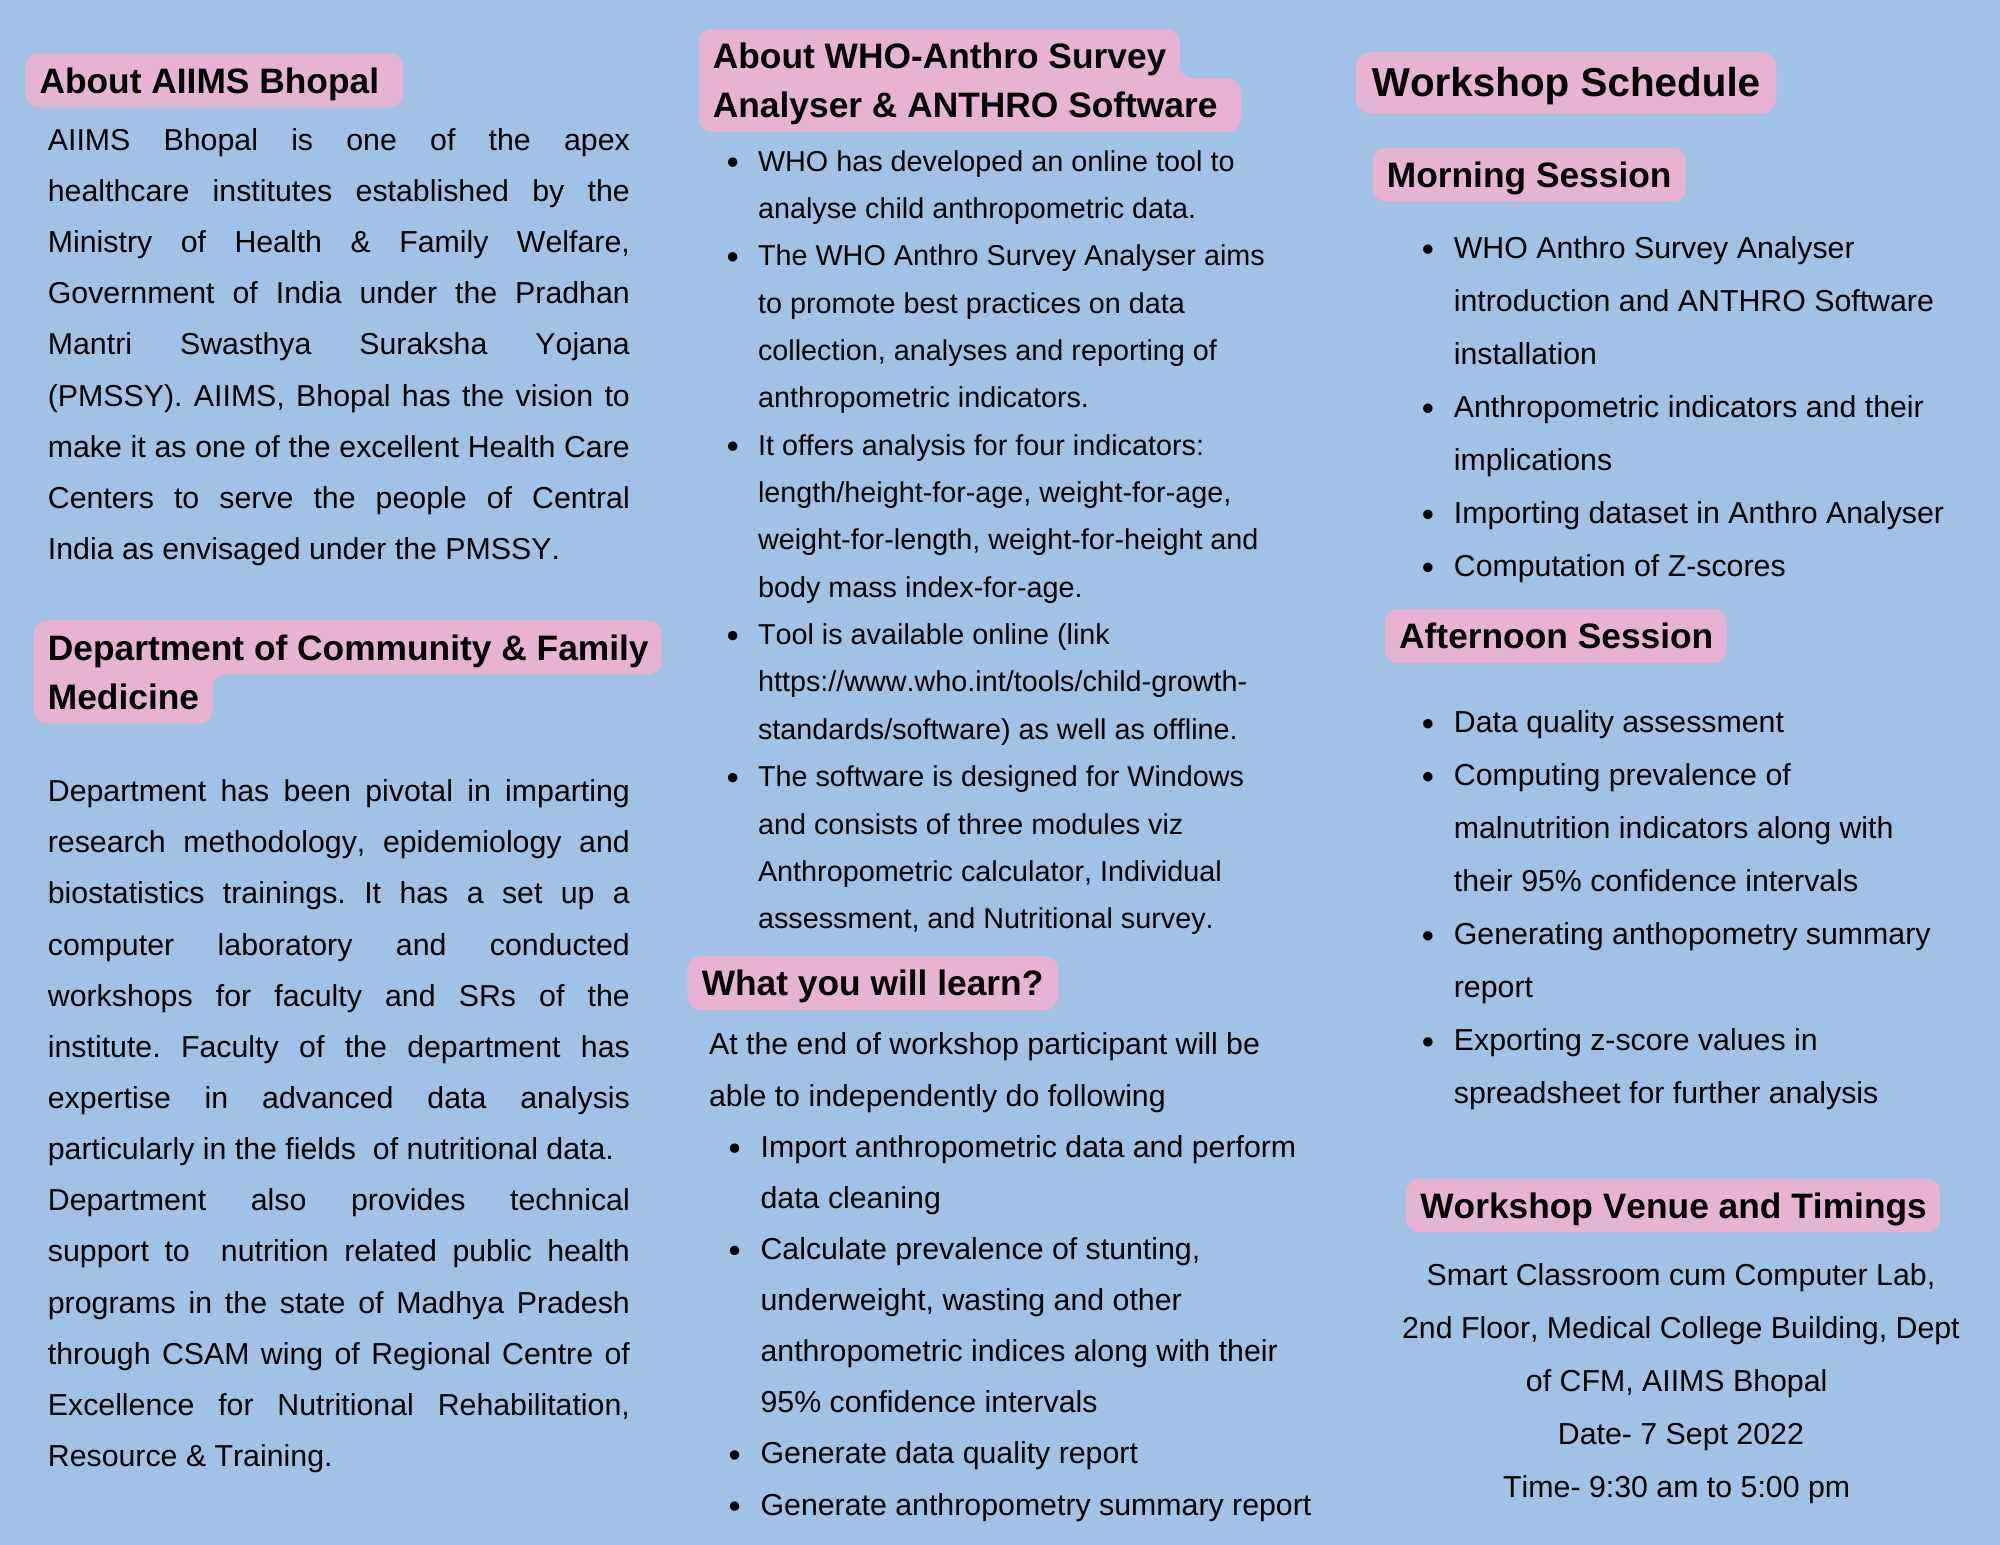 About AIIMS Bhopal
AIIMS Bhopal is one of the apex
healthcare institutes established by the
Ministry of Health & Family Welfare,
Government of India under the Pradhan
Mantri Swasthya Suraksha Yojana
(PMSSY). AIIMS, Bhopal has the vision to
make it as one of the excellent Health Care
Centers to serve the people of Central
India as envisaged under the PMSSY.
Department of Community & Family
Medicine
Department has been pivotal in imparting
research methodology, epidemiology and
biostatistics trainings. It has a set up a
computer laboratory and conducted
workshops for faculty and SRs of the
institute. Faculty of the department has
expertise in advanced data analysis
particularly in the fields of nutritional data.
Department also provides technical
support to nutrition related public health
programs in the state of Madhya Pradesh
through CSAM wing of Regional Centre of
Excellence for Nutritional Rehabilitation,
Resource & Training.
About WHO-Anthro Survey
Analyser & ANTHRO Software
• WHO has developed an online tool to
analyse child anthropometric data.
• The WHO Anthro Survey Analyser aims
to promote best practices on data
collection, analyses and reporting of
anthropometric indicators.
• It offers analysis for four indicators:
length/height-for-age, weight-for-age,
weight-for-length, weight-for-height and
body mass index-for-age.
• Tool is available online (link
https://www.who.int/tools/child-growth-
standards/software) as well as offline.
• The software is designed for Windows
and consists of three modules viz
Anthropometric calculator, Individual
assessment, and Nutritional survey.
What you will learn?
At the end of workshop participant will be
able to independently do following
• Import anthropometric data and perform
data cleaning
• Calculate prevalence of stunting,
underweight, wasting and other
anthropometric indices along with their
95% confidence intervals
• Generate data quality report
• Generate anthropometry summary report
Workshop Schedule
Morning Session
• WHO Anthro Survey Analyser
introduction and ANTHRO Software
installation
• Anthropometric indicators and their
implications
• Importing dataset in Anthro Analyser
• Computation of Z-scores
Afternoon Session
• Data quality assessment
• Computing prevalence of
malnutrition indicators along with
their 95% confidence intervals
• Generating anthopometry summary
report
• Exporting z-score values in
spreadsheet for further analysis
Workshop Venue and Timings
Smart Classroom cum Computer Lab,
2nd Floor, Medical College Building, Dept
of CFM, AIIMS Bhopal
Date- 7 Sept 2022
Time- 9:30 am to 5:00 pm